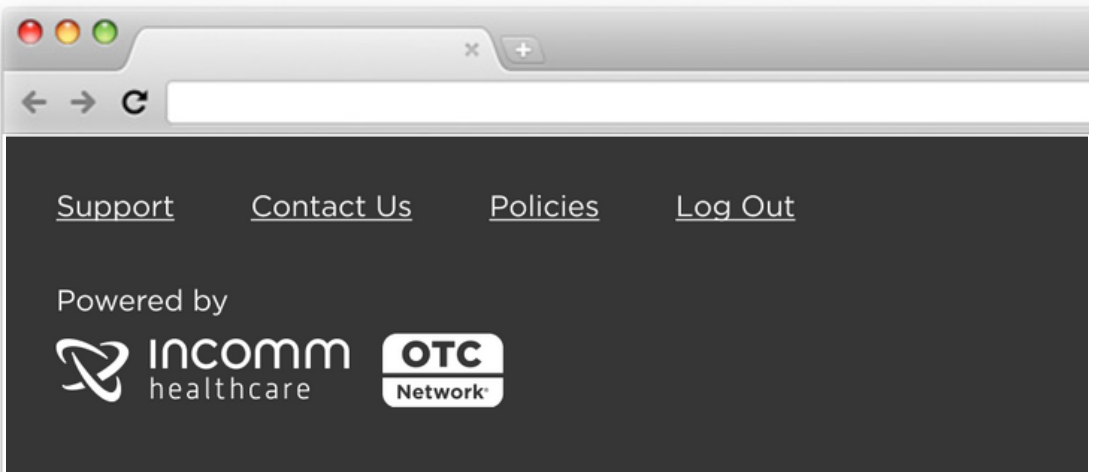 Support Contact Us Policies Log Out
Powered by
incomm
healthcare
OTC
Network®